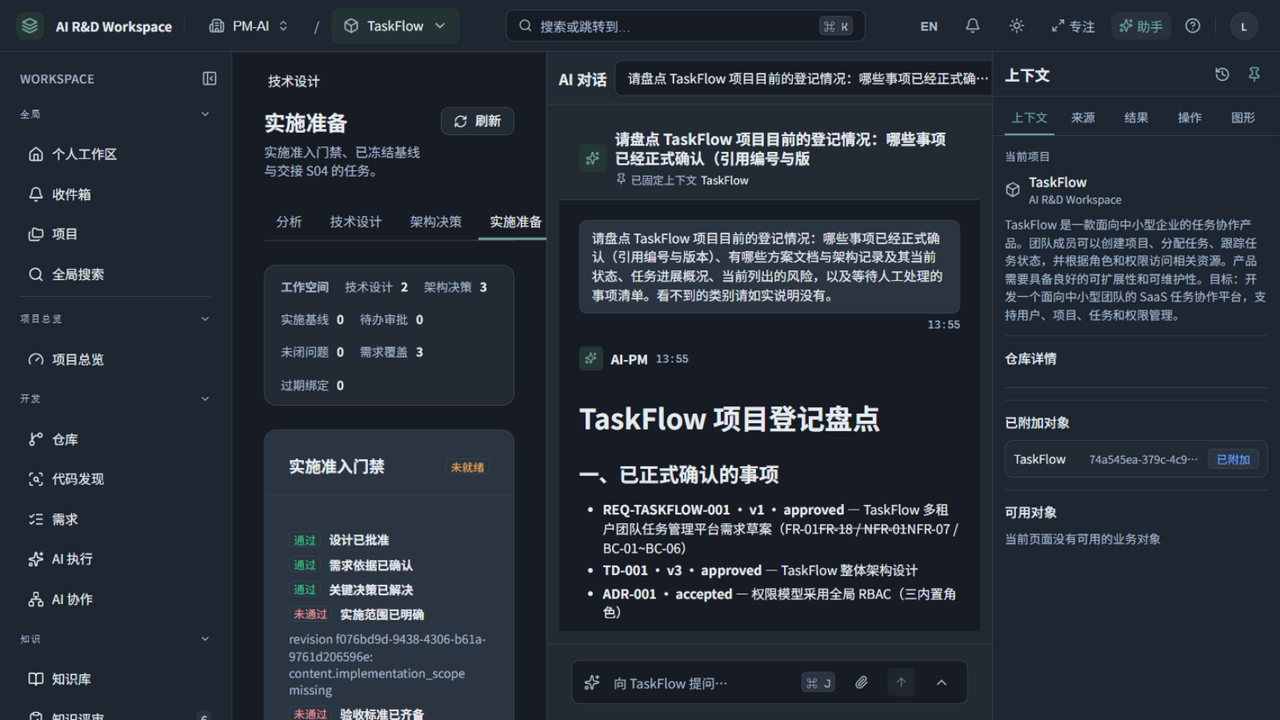 AI R&D Workspace
PM-AI
/
TaskFlow
搜索或跳转到…
⌘ K
EN
专注
助手
L
WORKSPACE
全局
个人工作区
收件箱
项目
全局搜索
项目总览
项目总览
开发
仓库
代码发现
需求
AI 执行
AI 协作
知识
知识库
知识评审
技术设计
实施准备
刷新
实施准入门禁、已冻结基线
与交接 S04 的任务。
分析 技术设计 架构决策 实施准备
工作空间 技术设计 2 架构决策 3
实施基线 0 待办审批 0
未闭问题 0 需求覆盖 3
过期绑定 0
实施准入门禁
未就绪
通过 设计已批准
通过 需求依据已确认
通过 关键决策已解决
未通过 实施范围已明确
revision f076bd9d-9438-4306-b61a-
9761d206596e:
content.implementation_scope
missing
未通过 验收标准已齐备
AI 对话
请盘点 TaskFlow 项目目前的登记情况：哪些事项已经正式确…
请盘点 TaskFlow 项目目前的登记情况：哪些事项
已经正式确认（引用编号与版
已固定上下文 TaskFlow
请盘点 TaskFlow 项目目前的登记情况：哪些事项已经正式确
认（引用编号与版本）、有哪些方案文档与架构记录及其当前
状态、任务进展概况、当前列出的风险，以及等待人工处理的
事项清单。看不到的类别请如实说明没有。
13:55
AI-PM 13:55
TaskFlow 项目登记盘点
一、已正式确认的事项
• REQ-TASKFLOW-001 • v1 • approved — TaskFlow 多租
户团队任务管理平台需求草案（FR-01FR-18 / NFR-01NFR-07 /
BC-01~BC-06）
• TD-001 • v3 • approved — TaskFlow 整体架构设计
• ADR-001 • accepted — 权限模型采用全局 RBAC（三内置角
色）
向 TaskFlow 提问…
⌘ J
上下文
上下文 来源 结果 操作 图形
当前项目
TaskFlow
AI R&D Workspace
TaskFlow 是一款面向中小型企业的任务协作产
品。团队成员可以创建项目、分配任务、跟踪任
务状态，并根据角色和权限访问相关资源。产品
需要具备良好的可扩展性和可维护性。目标：开
发一个面向中小型团队的 SaaS 任务协作平台，支
持用户、项目、任务和权限管理。
仓库详情
已附加对象
TaskFlow 74a545ea-379c-4c9… 已附加
可用对象
当前页面没有可用的业务对象